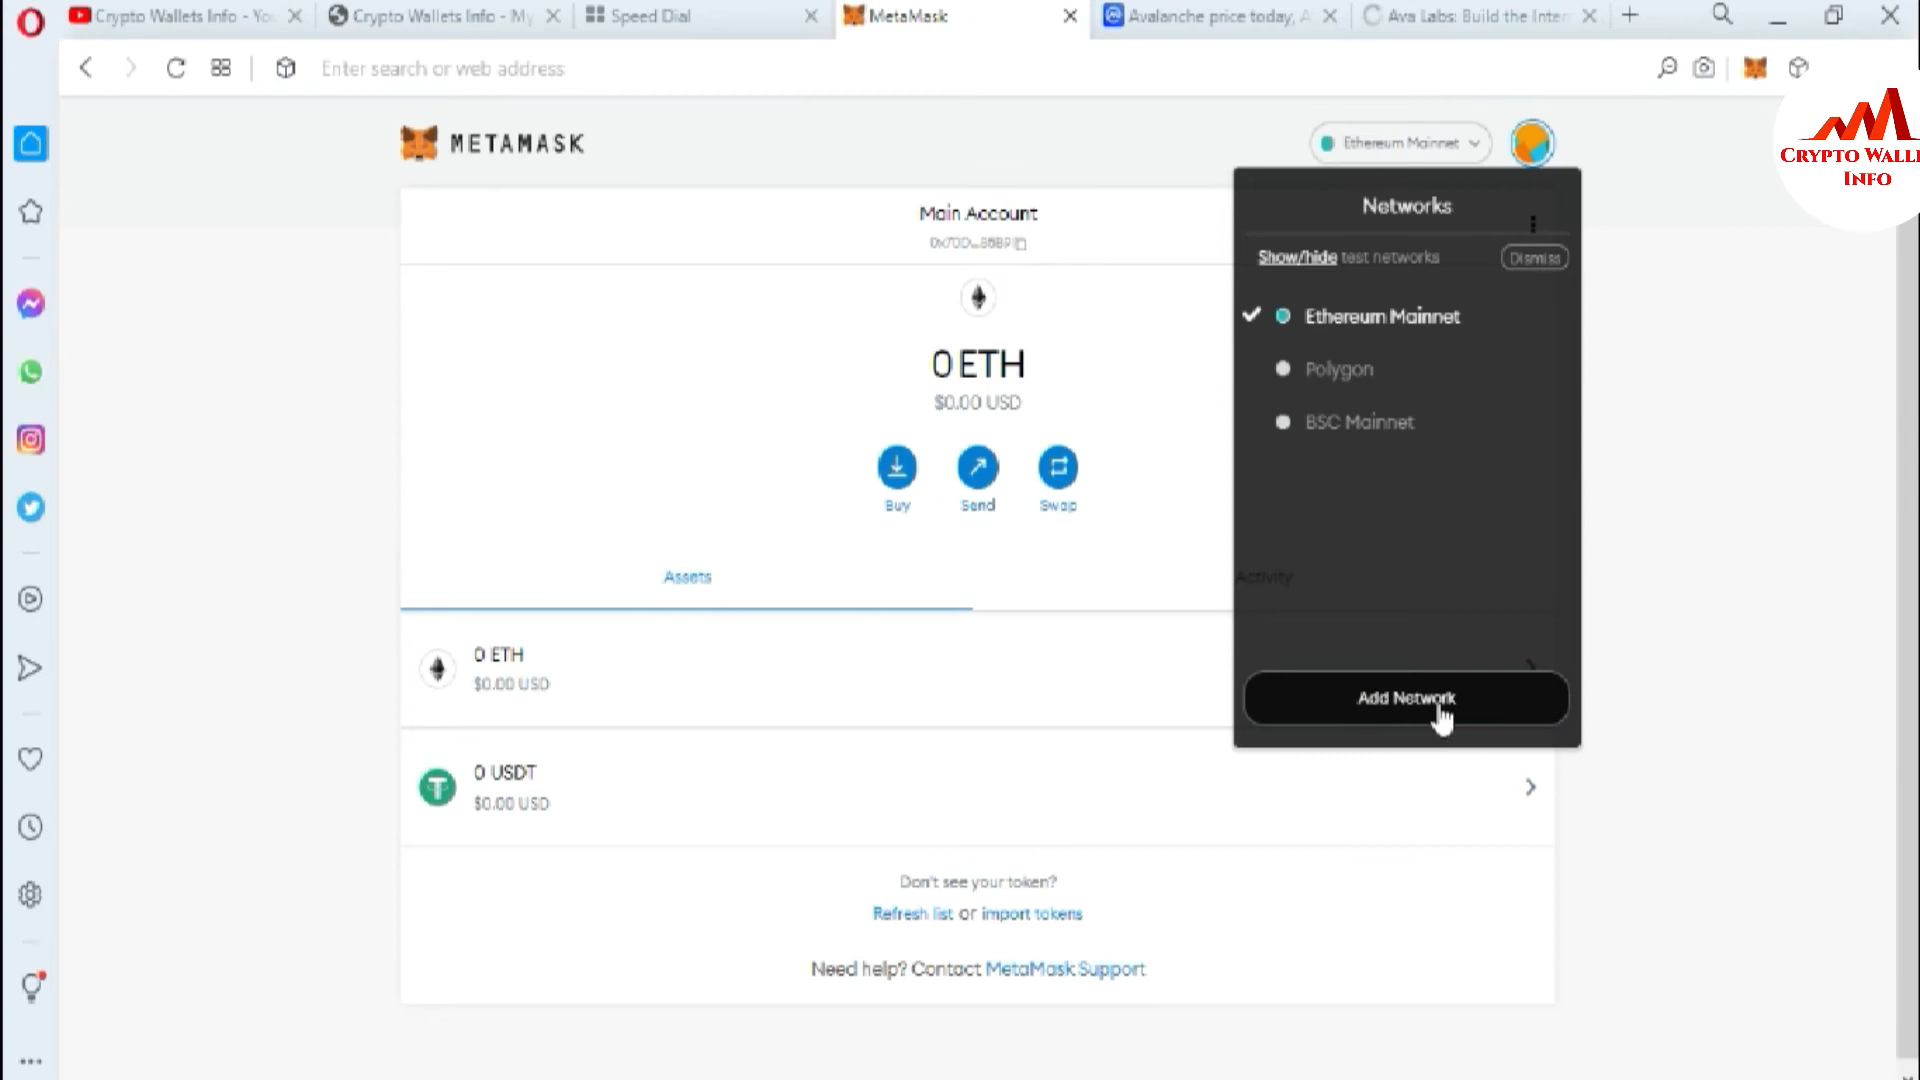 Crypto Wallets Info - You
Crypto Wallets Info - My
Speed Dial
MetaMask
Avalanche price today, A
Ava Labs: Build the Inter
Enter search or web address
METAMASK
Ethereum Mainnet
CRYPTO WALLE
INFO
Main Account
Networks
Show/hide test networks
Dismiss
Ethereum Mainnet
Polygon
BSC Mainnet
0 ETH
$0.00 USD
Buy
Send
Swap
Assets
Activity
0 ETH
$0.00 USD
Add Network
0 USDT
$0.00 USD
Don't see your token?
Refresh list or import tokens
Need help? Contact MetaMask Support